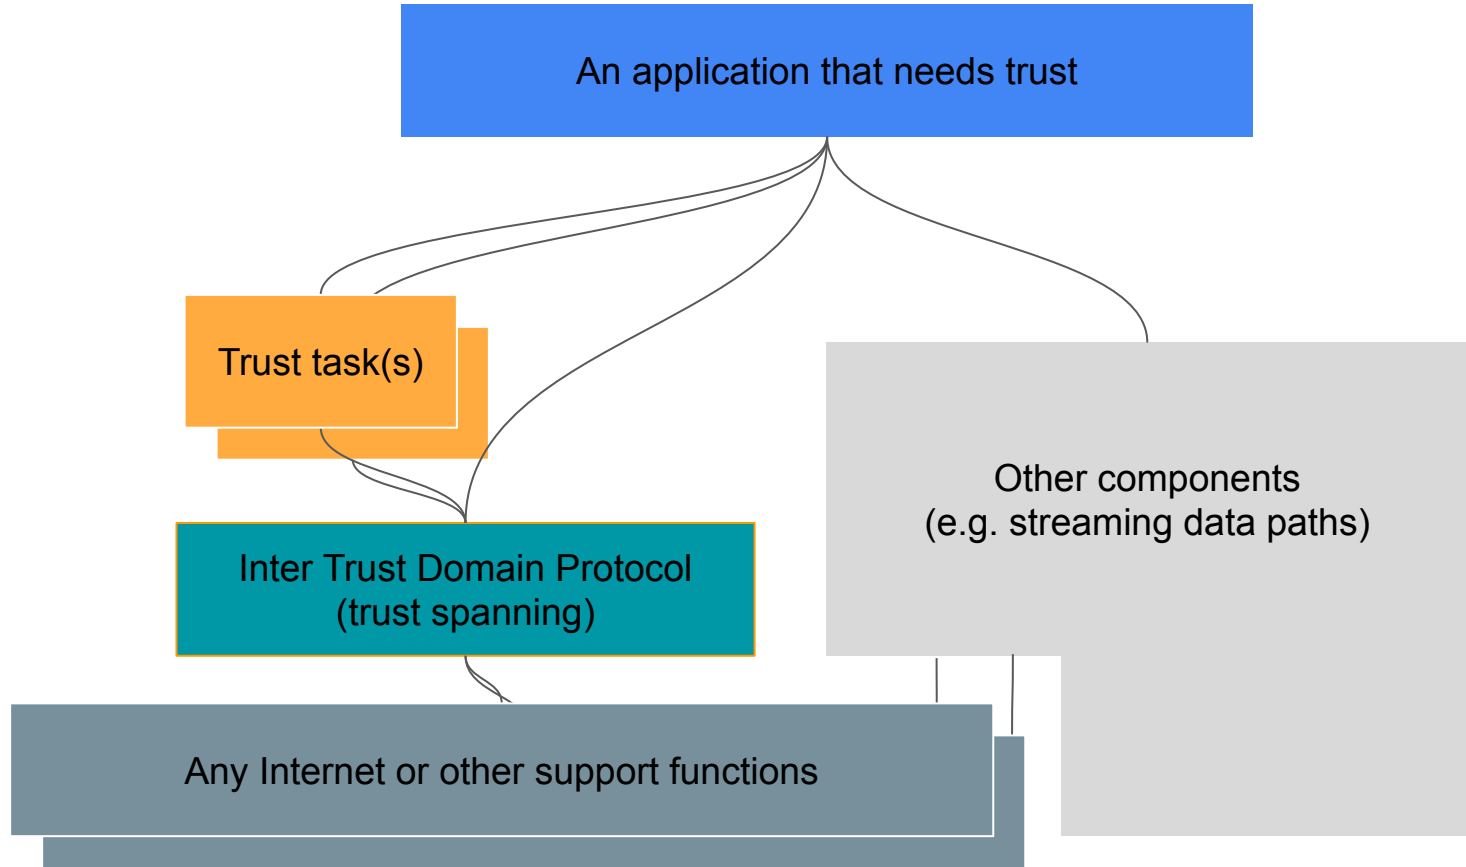 An application that needs trust
Trust task(s)
Other components
(e.g. streaming data paths)
Inter Trust Domain Protocol
(trust spanning)
Any Internet or other support functions